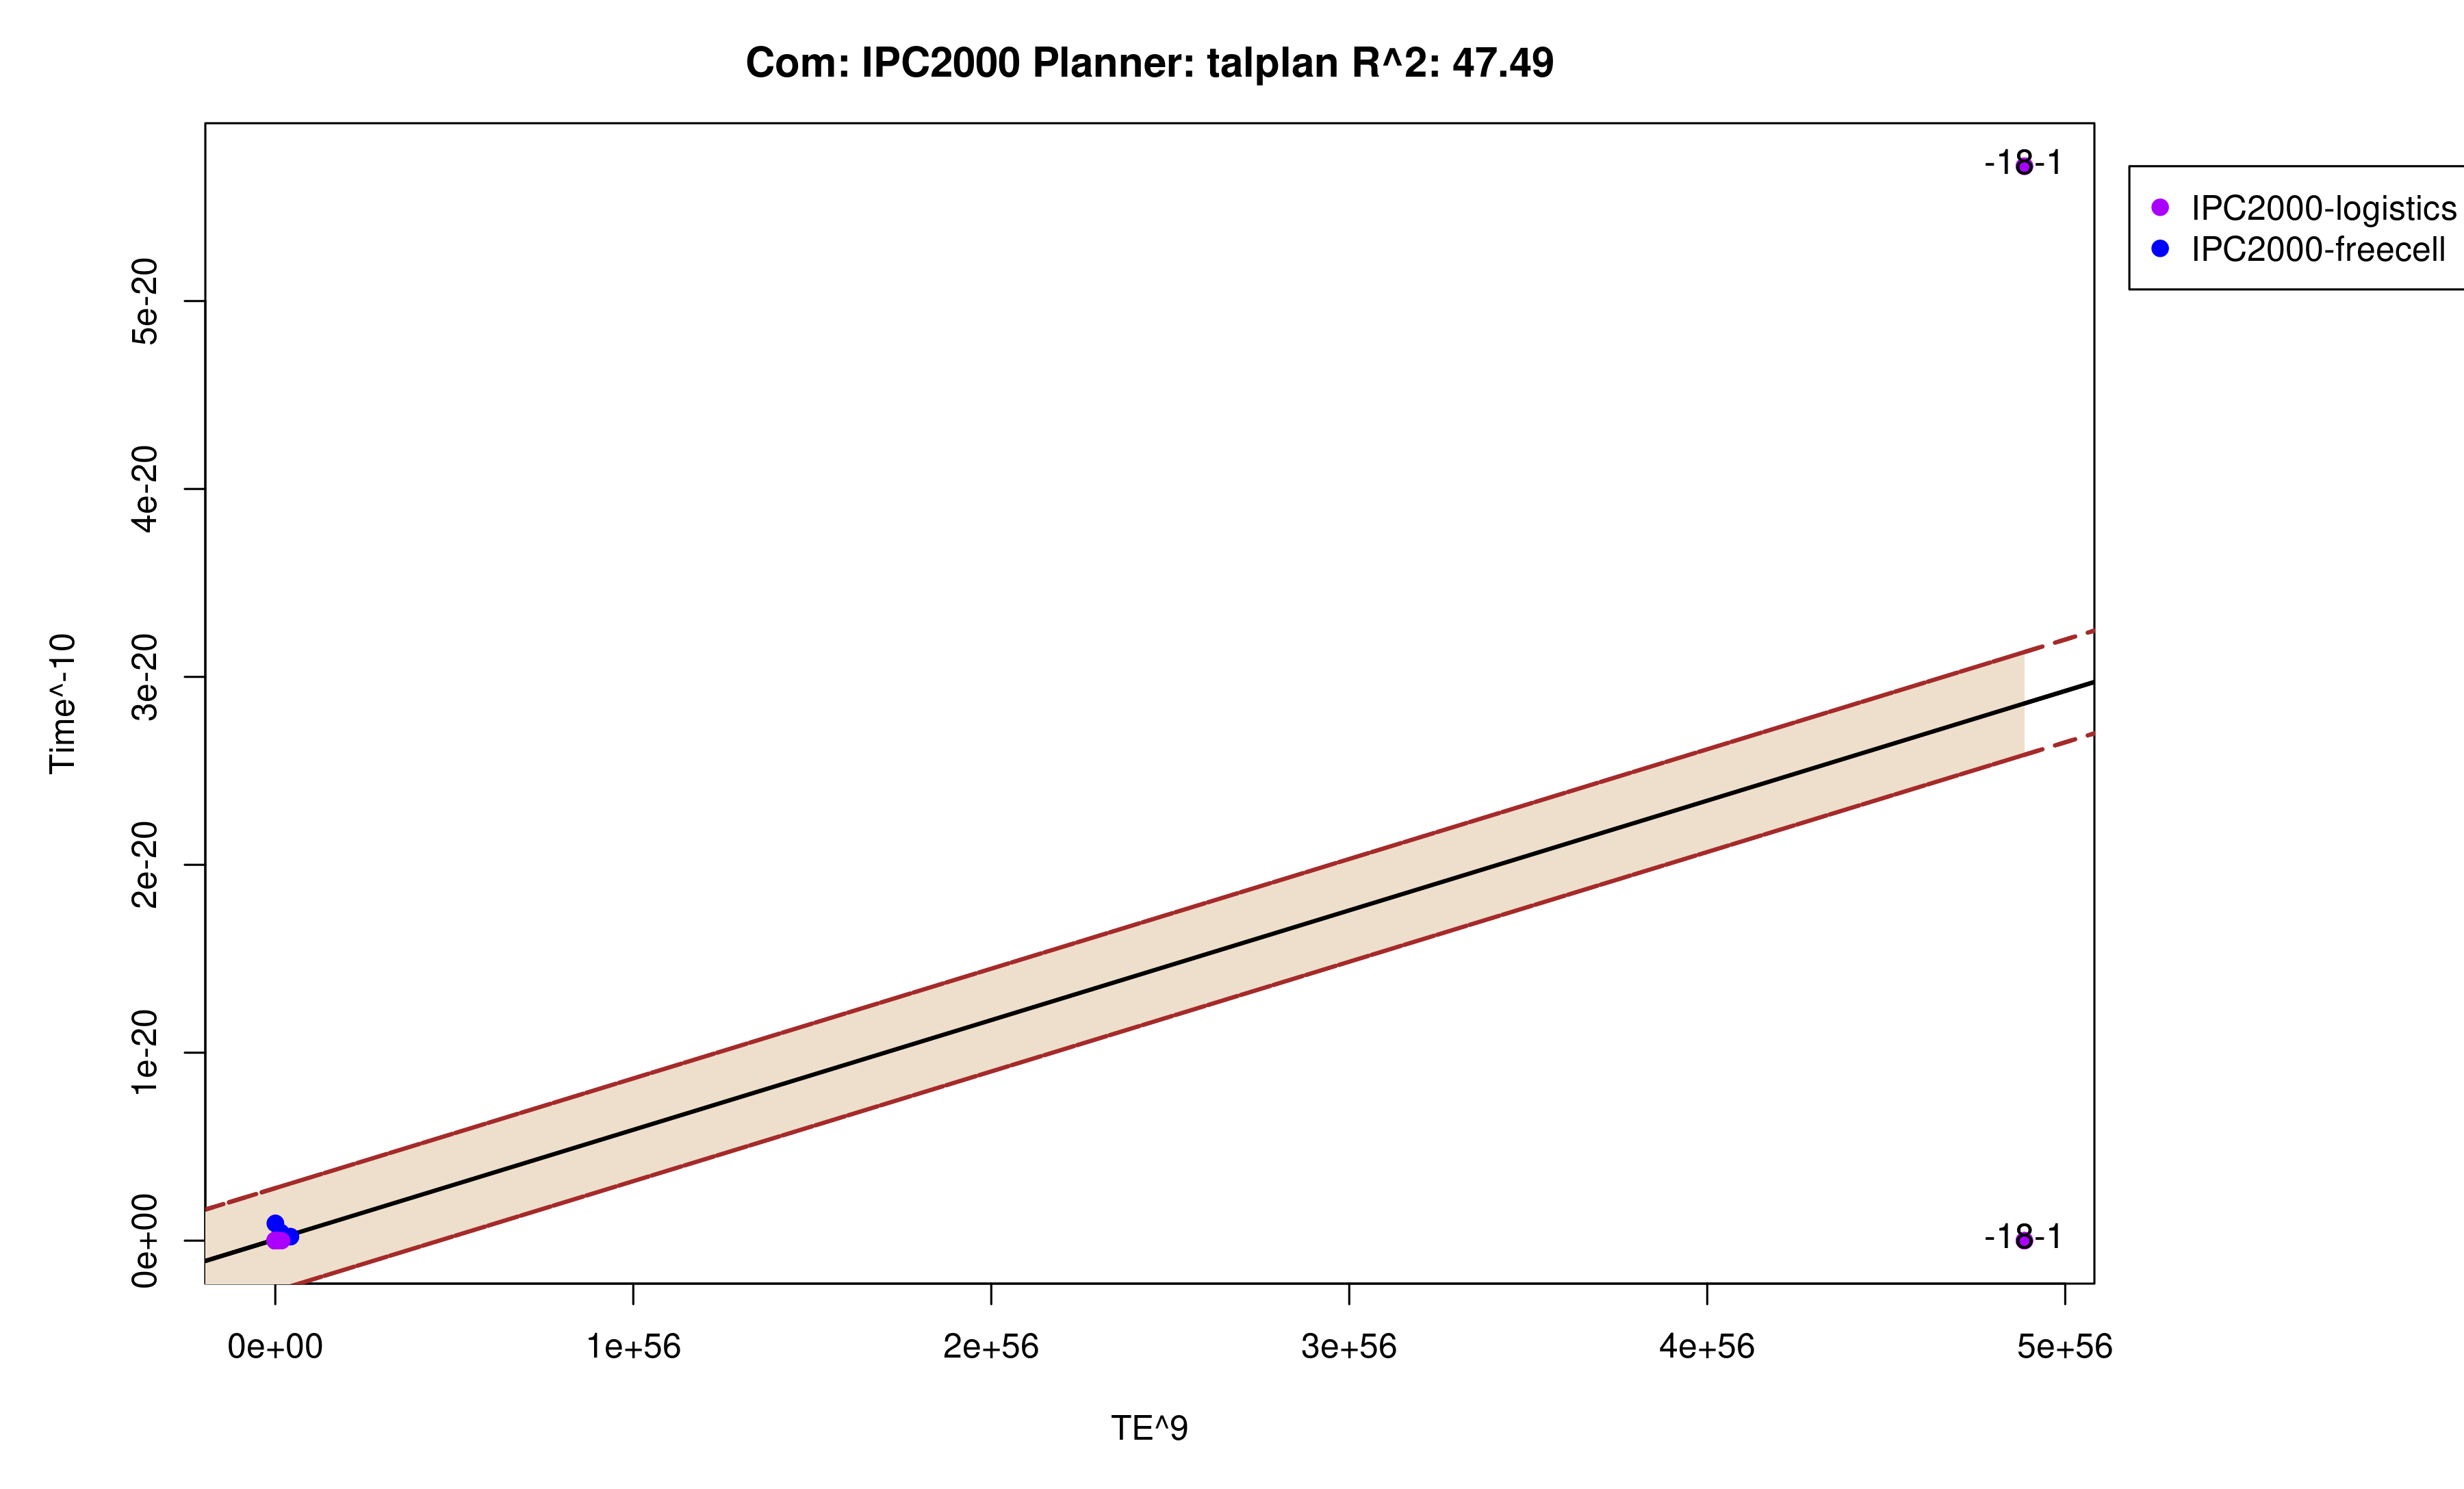 Com: IPC2000 Planner: talplan R^2: 47.49
-18-1
IPC2000-logistics
IPC2000-freecell
5e-20
4e-20
3e-20
2e-20
1e-20
0e+00
Time^-10
-18-1
0e+00 1e+56 2e+56 3e+56 4e+56 5e+56
TE^9